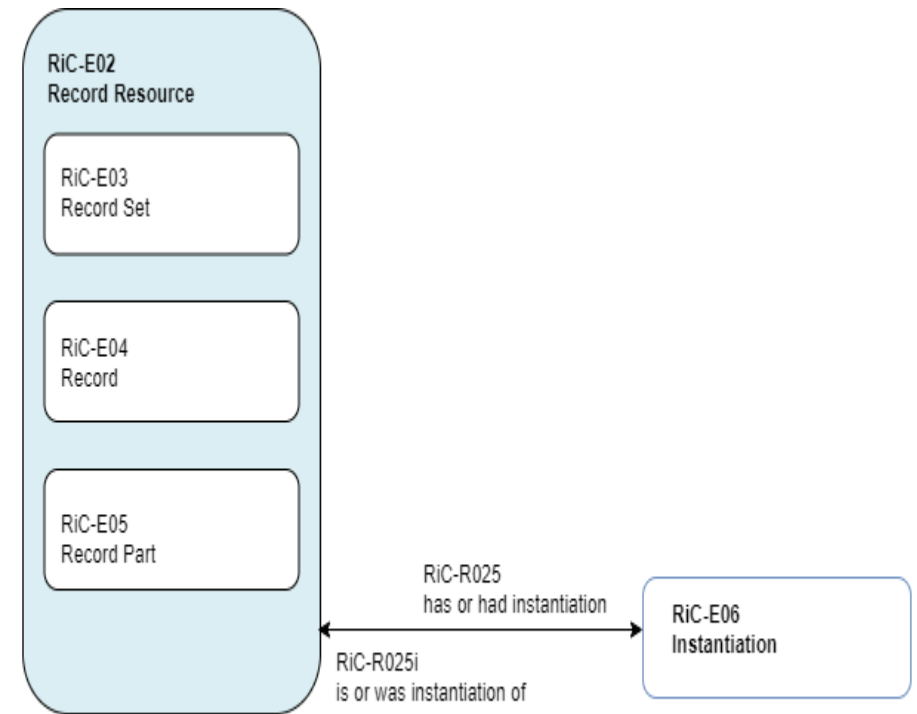 RiC-E02
Record Resource
RiC-E03
Record Set
RiC-E04
Record
RiC-E05
Record Part
RiC-R025
has or had instantiation
RiC-R025i
is or was instantiation of
RiC-E06
Instantiation